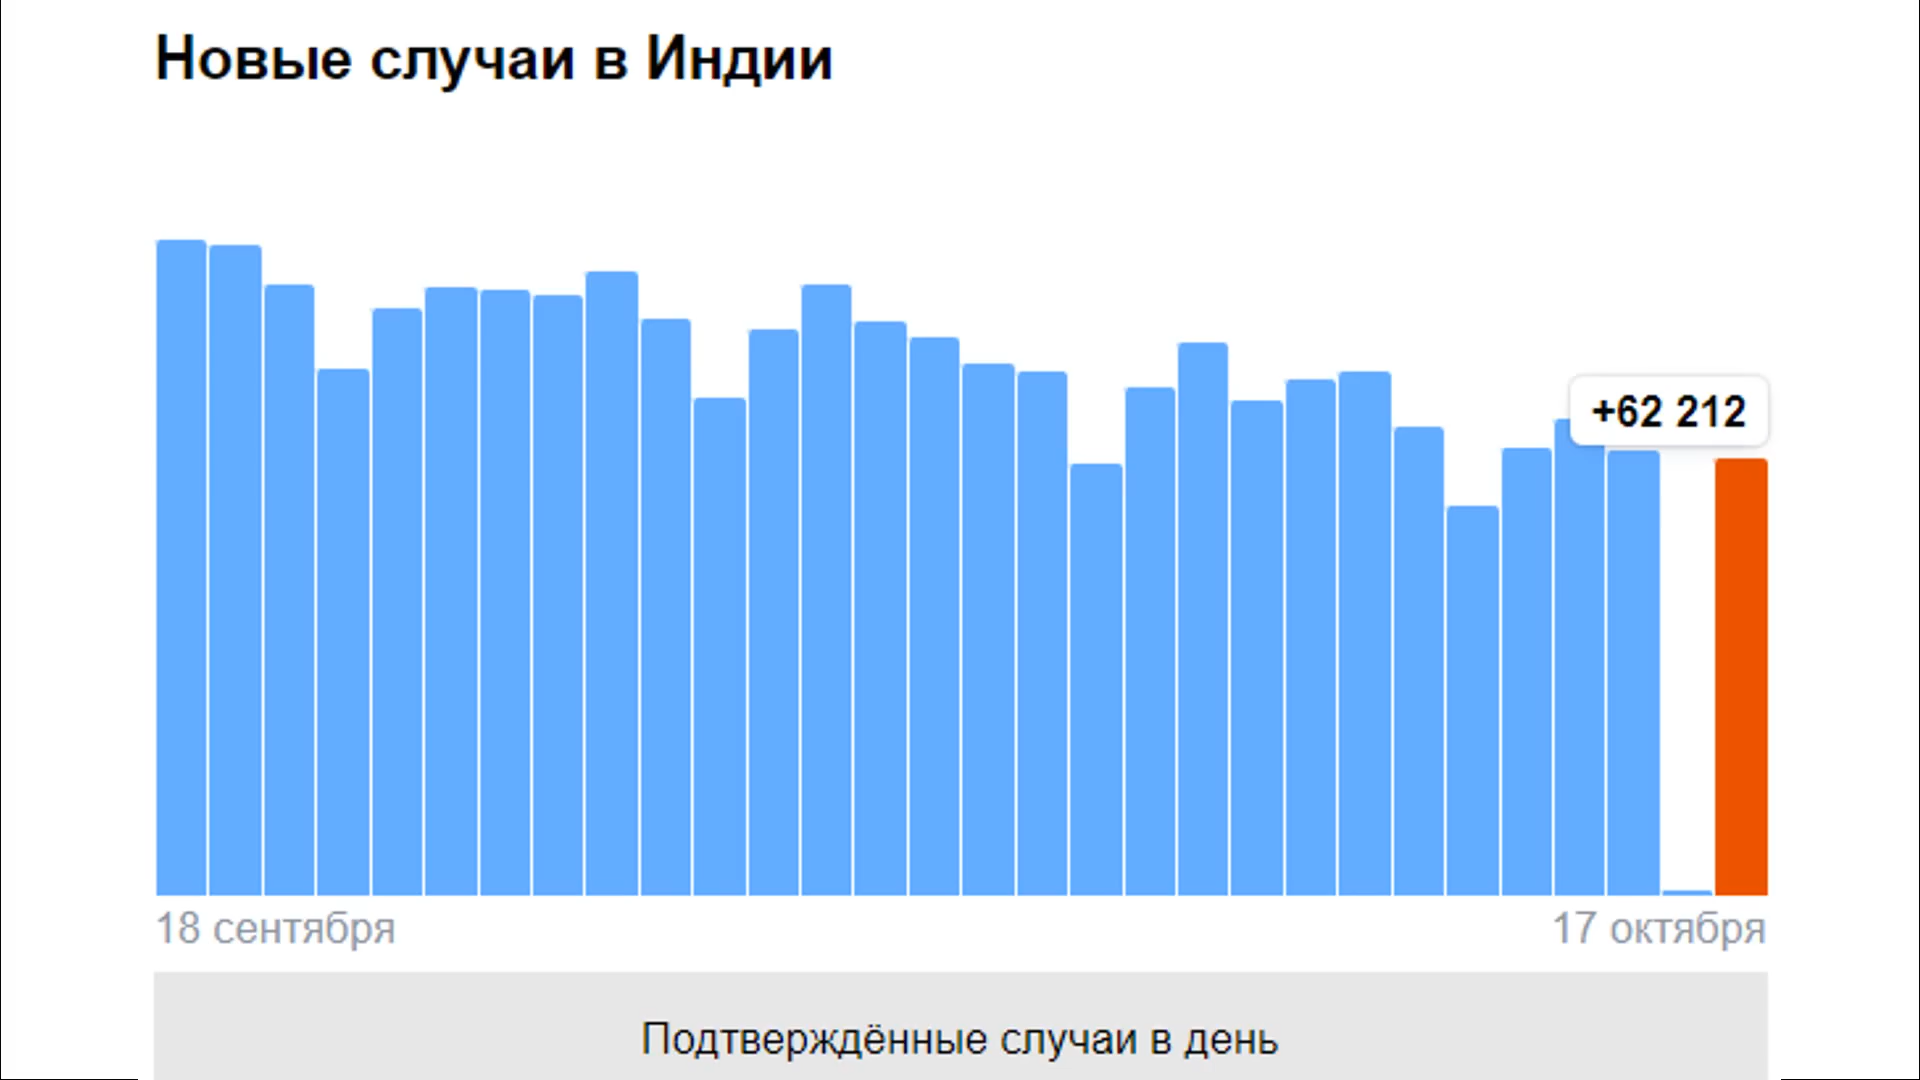 Новые случаи в Индии
+62 212
18 сентября
17 октября
Подтверждённые случаи в день